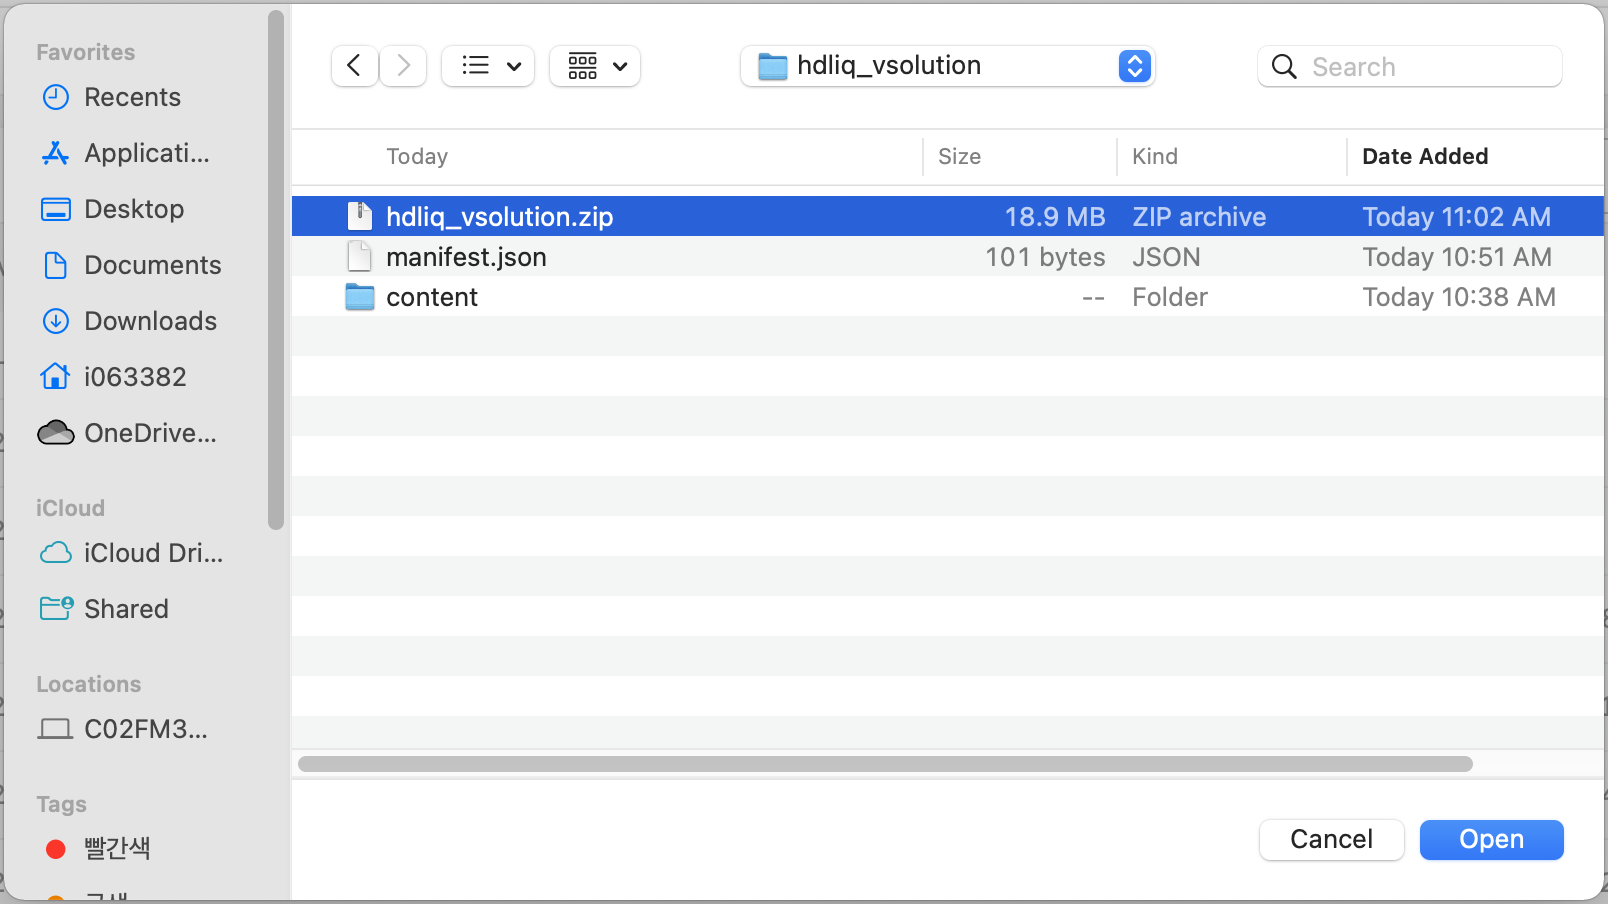 Favorites
Recents
Applicati...
Desktop
Documents
Downloads
i063382
OneDrive...
iCloud
iCloud Dri...
Shared
Locations
C02FM3...
Tags
빨간색
hdliq_vsolution
Search
Today Size Kind Date Added
hdliq_vsolution.zip 18.9 MB ZIP archive Today 11:02 AM
manifest.json 101 bytes JSON Today 10:51 AM
content -- Folder Today 10:38 AM
Cancel Open